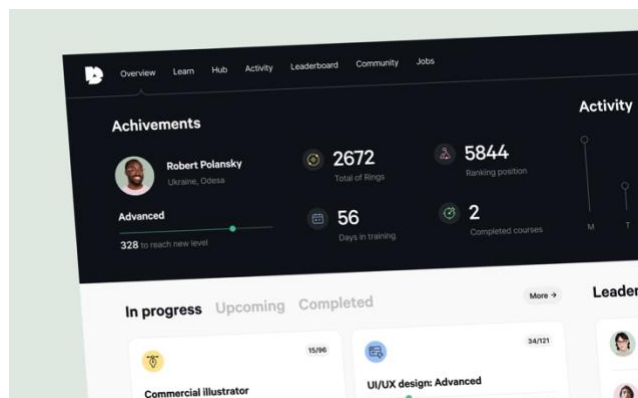 Overview Learn Hub Activity Leaderboard Community Jobs
Achivements
Activity
Robert Polansky
Ukraine, Odesa
2672
Total of Rings
5844
Ranking position
Advanced
328 to reach new level
56
Days in training
2
Completed courses
M T
In progress Upcoming Completed
More →
Leader
15/96
Commercial illustrator
34/121
UI/UX design: Advanced